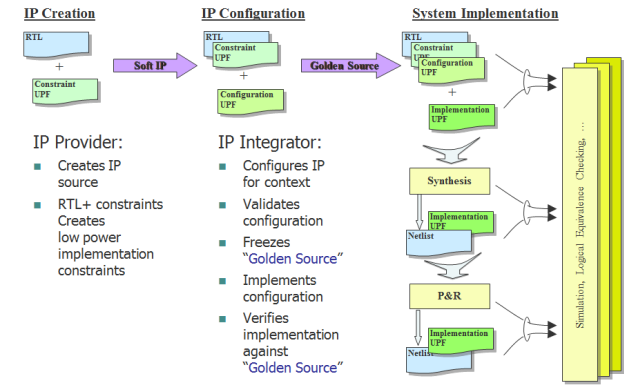 IP Creation
IP Configuration
System Implementation
RTL
+
Constraint
UPF
Soft IP
RTL
Constraint
UPF
+
Configuration
UPF
Golden Source
RTL
Constraint
UPF
Configuration
UPF
+
Implementation
UPF
IP Provider:
Creates IP
source
RTL+ constraints
Creates
low power
implementation
constraints
IP Integrator:
Configures IP
for context
Validates
configuration
Freezes
“Golden Source”
Implements
configuration
Verifies
implementation
against
“Golden Source”
Synthesis
Implementation
UPF
Netlist
P&R
Implementation
UPF
Netlist
Simulation, Logical Equivalence Checking, …